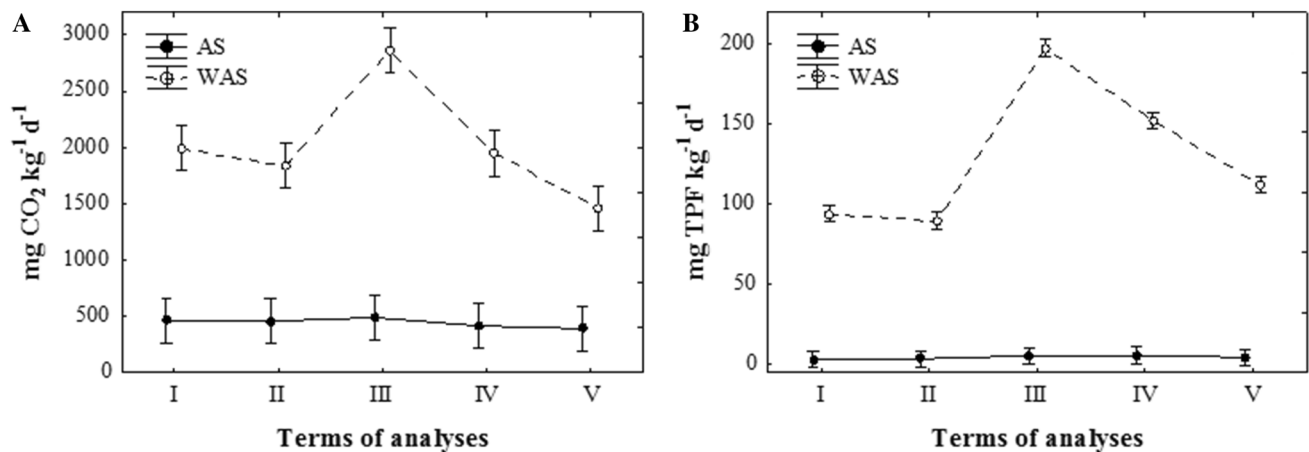 A
mg CO₂ kg⁻¹ d⁻¹
3000
2500
2000
1500
1000
500
0
AS
WAS
I II III IV V
Terms of analyses
B
mg TPF kg⁻¹ d⁻¹
200
150
100
50
0
AS
WAS
I II III IV V
Terms of analyses